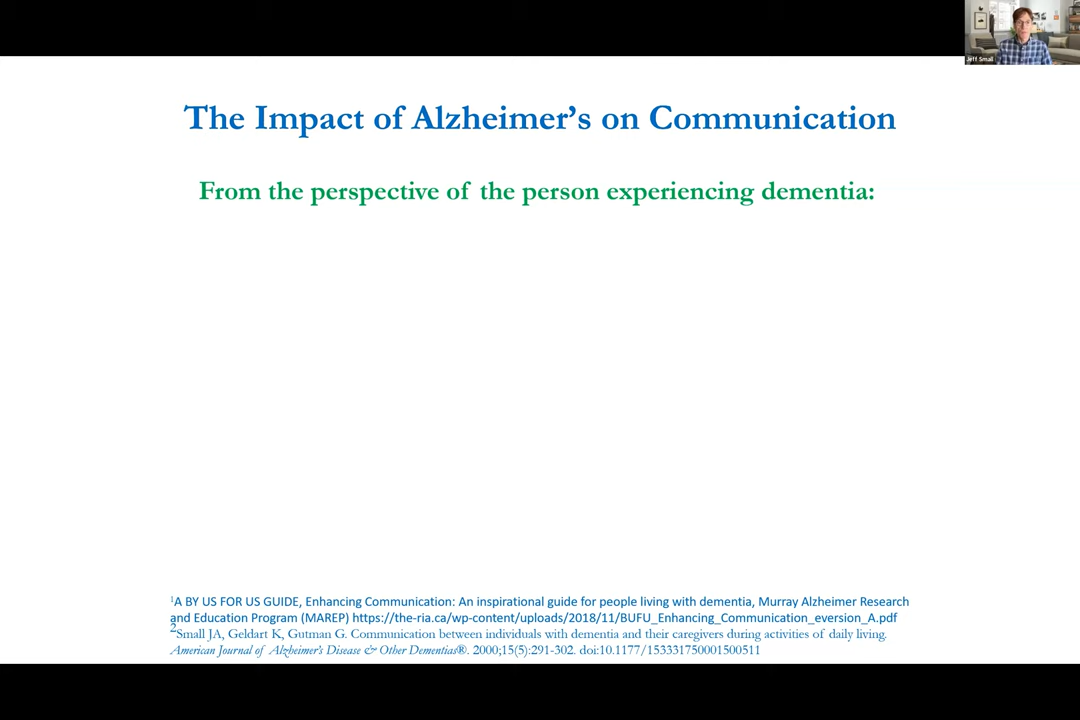 Jeff Small
The Impact of Alzheimer’s on Communication
From the perspective of the person experiencing dementia:
¹A BY US FOR US GUIDE, Enhancing Communication: An inspirational guide for people living with dementia, Murray Alzheimer Research
and Education Program (MAREP) https://the-ria.ca/wp-content/uploads/2018/11/BUFU_Enhancing_Communication_eversion_A.pdf
²Small JA, Geldart K, Gutman G. Communication between individuals with dementia and their caregivers during activities of daily living.
American Journal of Alzheimer’s Disease & Other Dementias®. 2000;15(5):291-302. doi:10.1177/153331750001500511